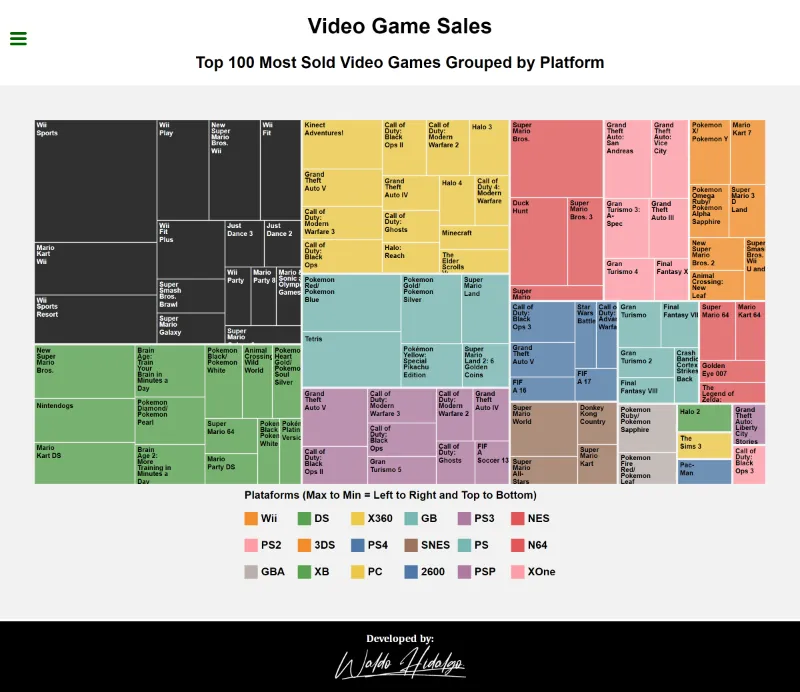 Video Game Sales
Top 100 Most Sold Video Games Grouped by Platform
Wii
Sports
Mario
Kart
Wii
Wii
Sports
Resort
Wii
Play
New
Super
Mario
Bros.
Wii
Wii
Fit
Wii
Fit
Plus
Just
Dance 3
Just
Dance 2
Super
Smash
Bros.
Brawl
Super
Mario
Galaxy
Wii
Party
Mario
Party 8
Mario
Sonic
Olymp
Games
Super
Mario
New
Super
Mario
Bros.
Nintendogs
Mario
Kart DS
Brain
Age:
Train
Your
Brain in
Minutes a
Day
Pokemon
Diamond/
Pokemon
Pearl
Brain
Age 2:
More
Training in
Minutes a
Day
Pokemon
Black/
Pokemon
White
Animal
Crossing
Wild
World
Pokemo
Heart
Gold/
Pokemo
Soul
Silver
Super
Mario 64
Mario
Party DS
Poken
Black
Poken
White
Pokér
Platin
Versic
Kinect
Adventures!
Grand
Theft
Auto V
Call of
Duty:
Modern
Warfare 3
Call of
Duty:
Black
Ops
Call of
Duty:
Black
Ops II
Call of
Duty:
Modern
Warfare 2
Halo 3
Grand
Theft
Auto IV
Call of
Duty:
Ghosts
Halo:
Reach
Halo 4
Call of
Duty 4:
Modern
Warfare
Minecraft
The
Elder
Scrolls
Pokemon
Red/
Pokemon
Blue
Tetris
Pokemon
Gold/
Pokemon
Silver
Super
Mario
Land
Pokémon
Yellow:
Special
Pikachu
Edition
Super
Mario
Land 2: 6
Golden
Coins
Grand
Theft
Auto V
Call of
Duty:
Black
Ops II
Call of
Duty:
Modern
Warfare 3
Call of
Duty:
Black
Ops
Gran
Turismo 5
Call of
Duty:
Modern
Warfare 2
Grand
Theft
Auto IV
Call of
Duty:
Ghosts
FIF
A
Soccer 13
Super
Mario
Bros.
Duck
Hunt
Super
Mario
Bros. 3
Super
Mario
Grand
Theft
Auto:
San
Andreas
Grand
Theft
Auto:
Vice
City
Gran
Turismo 3:
A-
Spec
Grand
Theft
Auto III
Gran
Turismo 4
Final
Fantasy X
Pokemon
X/
Pokemon Y
Mario
Kart 7
Pokemon
Omega
Ruby/
Pokemon
Alpha
Sapphire
Super
Mario 3
D
Land
New
Super
Mario
Bros. 2
Animal
Crossing:
New
Leaf
Super
Smas
Bros.
Wii
U and
Call of
Duty:
Black
Ops 3
Grand
Theft
Auto V
FIF
A 16
Star
Wars
Battle
Call o
Duty:
Advan
Warfa
FIF
A 17
Super
Mario
World
Super
Mario
All-
Stars
Donkey
Kong
Country
Super
Mario
Kart
Gran
Turismo
Final
Fantasy VII
Gran
Turismo 2
Final
Fantasy VIII
Crash
Bandic
Cortex
Strikes
Back
Super
Mario 64
Mario
Kart 64
Golden
Eye 007
The
Legend of
Zelda:
Pokemon
Ruby/
Pokemon
Sapphire
Pokemon
Fire
Red/
Pokemon
Leaf
Halo 2
The
Sims 3
Pac-
Man
Grand
Theft
Auto:
Liberty
City
Stories
Call of
Duty:
Black
Ops 3
Plataforms (Max to Min = Left to Right and Top to Bottom)
Wii DS X360 GB PS3 NES
PS2 3DS PS4 SNES PS N64
GBA XB PC 2600 PSP XOne
Developed by:
Waldo Hidalgo